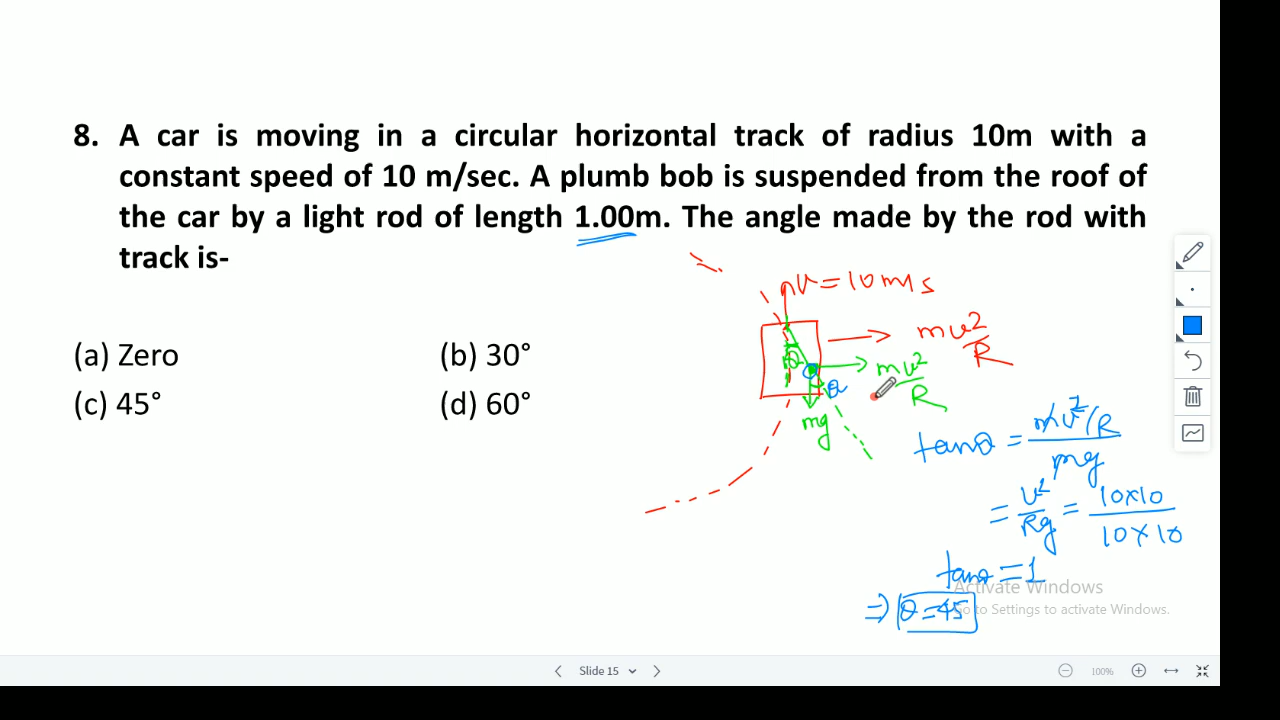 8. A car is moving in a circular horizontal track of radius 10m with a
constant speed of 10 m/sec. A plumb bob is suspended from the roof of
the car by a light rod of length 1.00m. The angle made by the rod with
track is-
v = 10 m/s
mv²/R
(a) Zero
(b) 30°
θ
mv²/R
(c) 45°
(d) 60°
θ
mg
tanθ = mv²/R / mg
= v²/Rg = 10×10/10×10
tanθ = 1
Activate Windows
Go to Settings to activate Windows.
⇒ θ = 45
Slide 15
100%